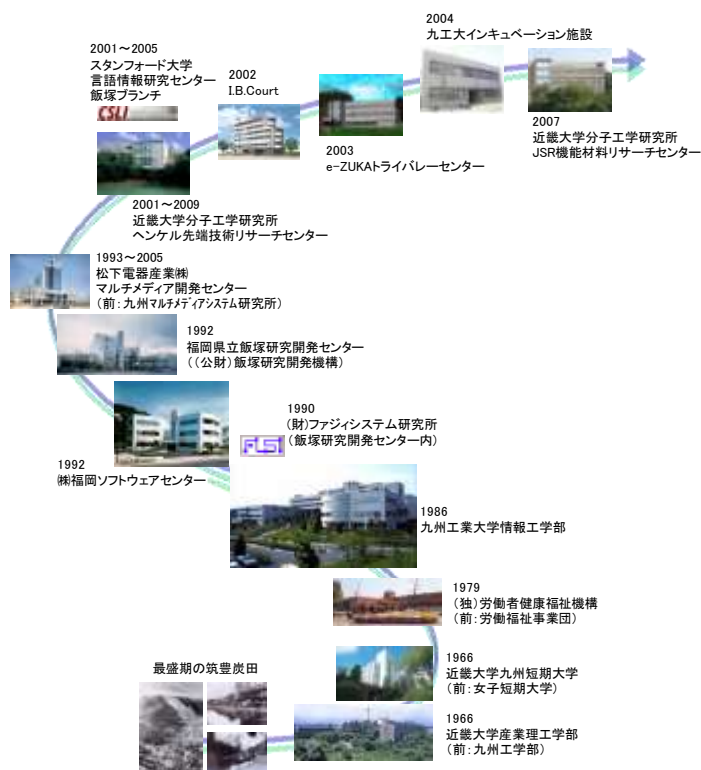 2004
九工大インキュベーション施設
2001～2005
スタンフォード大学
言語情報研究センター
飯塚ブランチ
CSLI
2002
I.B.Court
2003
e-ZUKAトライバレーセンター
2007
近畿大学分子工学研究所
JSR機能材料リサーチセンター
2001～2009
近畿大学分子工学研究所
ヘンケル先端技術リサーチセンター
1993～2005
松下電器産業㈱
マルチメディア開発センター
(前:九州マルチメディアシステム研究所)
1992
福岡県立飯塚研究開発センター
((公財)飯塚研究開発機構)
1990
(財)ファジィシステム研究所
(飯塚研究開発センター内)
FLSI
1992
㈱福岡ソフトウェアセンター
1986
九州工業大学情報工学部
1979
(独)労働者健康福祉機構
(前:労働福祉事業団)
1966
近畿大学九州短期大学
(前:女子短期大学)
最盛期の筑豊炭田
1966
近畿大学産業理工学部
(前:九州工学部)